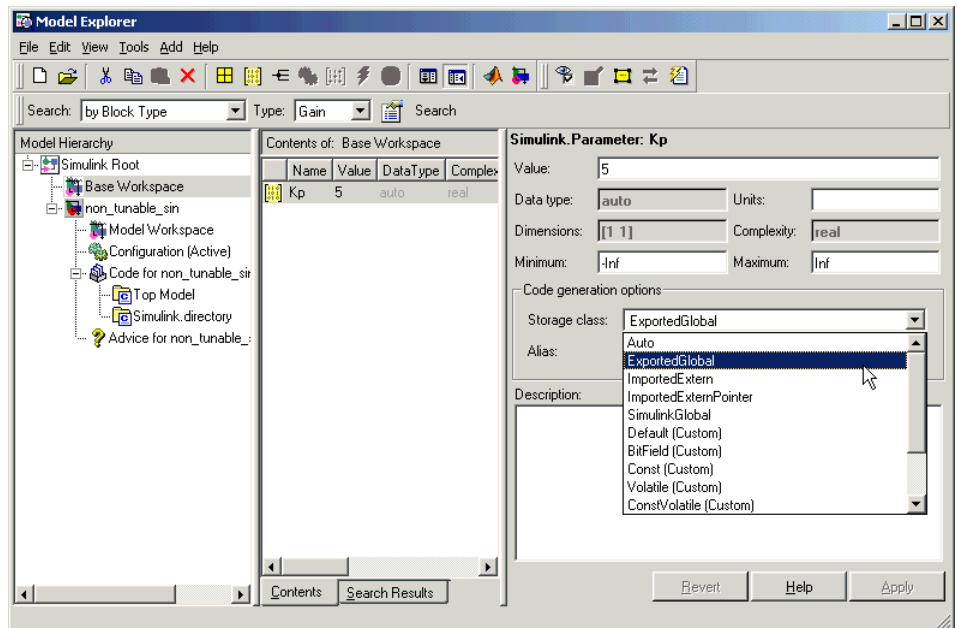 Model Explorer
File Edit View Tools Add Help
Search: by Block Type Type: Gain Search
Model Hierarchy
Simulink Root
Base Workspace
non_tunable_sin
Model Workspace
Configuration (Active)
Code for non_tunable_sin
Top Model
Simulink.directory
Advice for non_tunable_
Contents of: Base Workspace
Name Value DataType Complex
Kp 5 auto real
Contents Search Results
Simulink.Parameter: Kp
Value: 5
Data type: auto Units:
Dimensions: [1 1] Complexity: real
Minimum: -Inf Maximum: Inf
Code generation options
Storage class: ExportedGlobal
Alias:
Auto
ExportedGlobal
ImportedExtern
ImportedExternPointer
SimulinkGlobal
Default (Custom)
BitField (Custom)
Const (Custom)
Volatile (Custom)
ConstVolatile (Custom)
Description:
Revert Help Apply